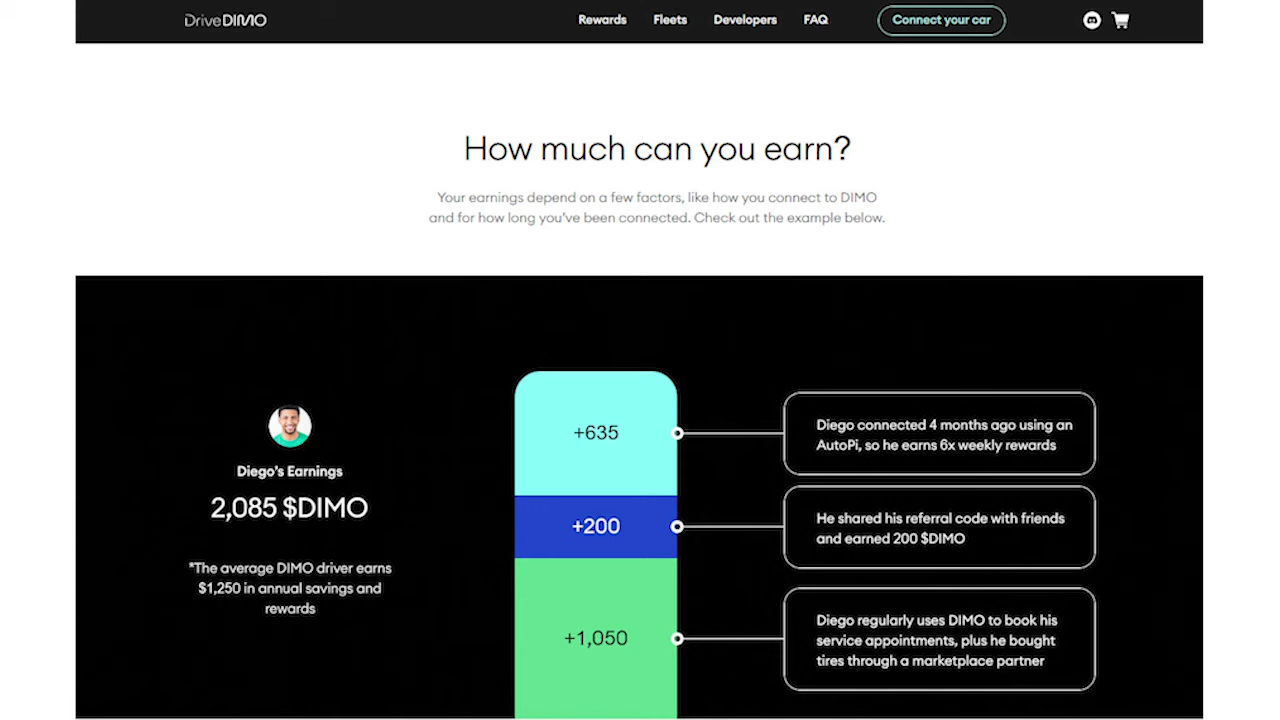 DriveDIMO
Rewards
Fleets
Developers
FAQ
Connect your car
How much can you earn?
Your earnings depend on a few factors, like how you connect to DIMO
and for how long you've been connected. Check out the example below.
Diego's Earnings
2,085 $DIMO
*The average DIMO driver earns
$1,250 in annual savings and
rewards
+635
Diego connected 4 months ago using an
AutoPi, so he earns 6x weekly rewards
+200
He shared his referral code with friends
and earned 200 $DIMO
+1,050
Diego regularly uses DIMO to book his
service appointments, plus he bought
tires through a marketplace partner